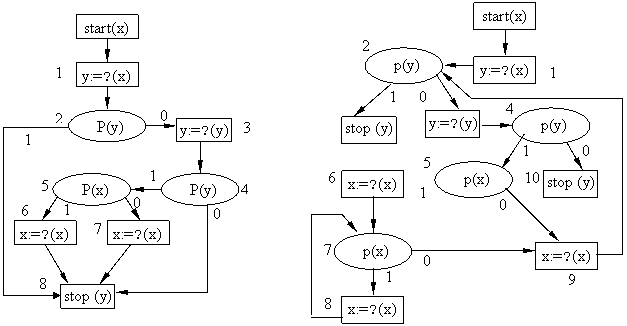 start(x)
1
y:=?(x)
2
P(y)
0
1
y:=?(y)
3
5
P(x)
1
P(y)
4
6
1
0
0
x:=?(x)
7
x:=?(x)
8
stop (y)
start(x)
2
p(y)
y:=?(x)
1
1
0
4
stop (y)
y:=?(y)
p(y)
5
1
0
6
x:=?(x)
1
p(x)
10
stop (y)
0
7
p(x)
0
x:=?(x)
1
9
8
x:=?(x)